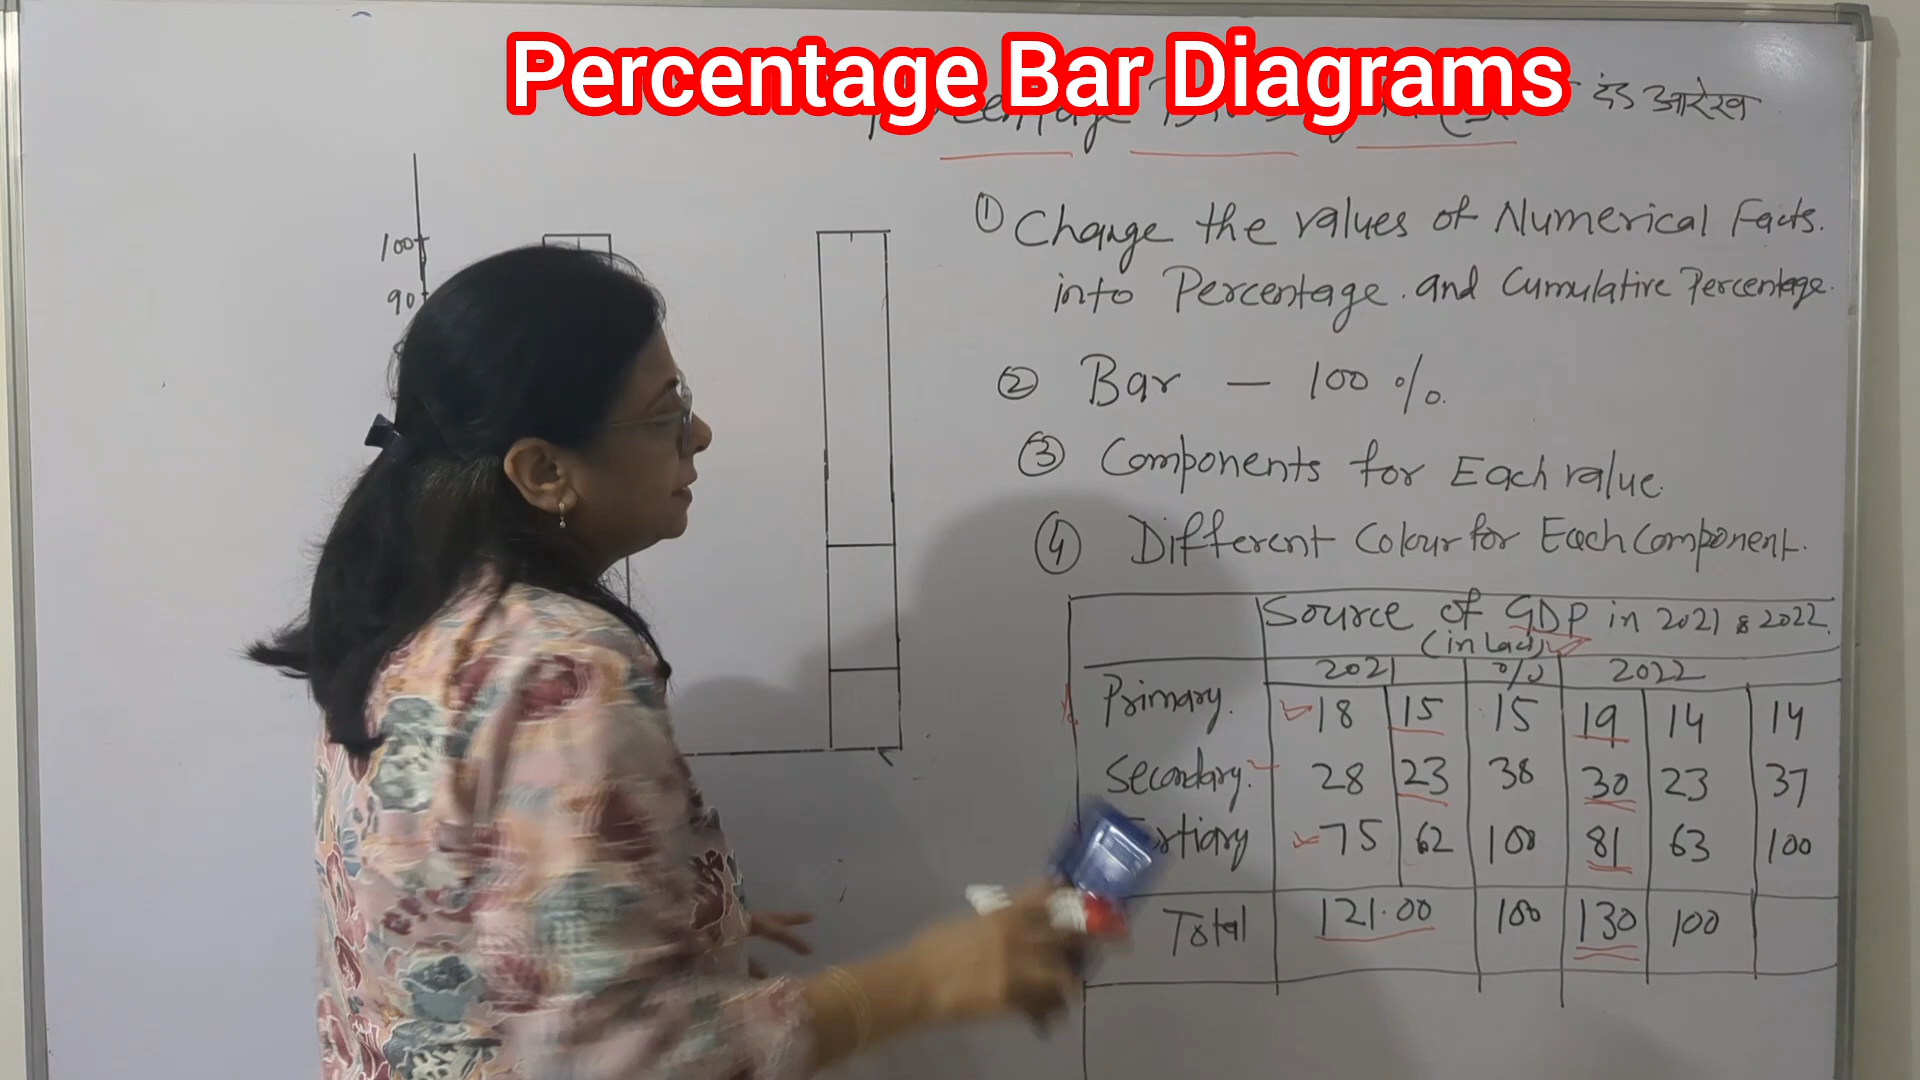 Percentage Bar Diagrams
दंड आरेख
100
90
① Change the values of Numerical Facts.
into Percentage. and Cumulative Percentage.
② Bar — 100 %.
③ Components for Each value.
④ Different Colour for Each Component.
Source of GDP in 2021 & 2022.
2021 % 2022
Primary. 18 15 15 19 14 14
Secondary. 28 23 38 30 23 37
75 62 100 81 63 100
Total 121.00 100 130 100